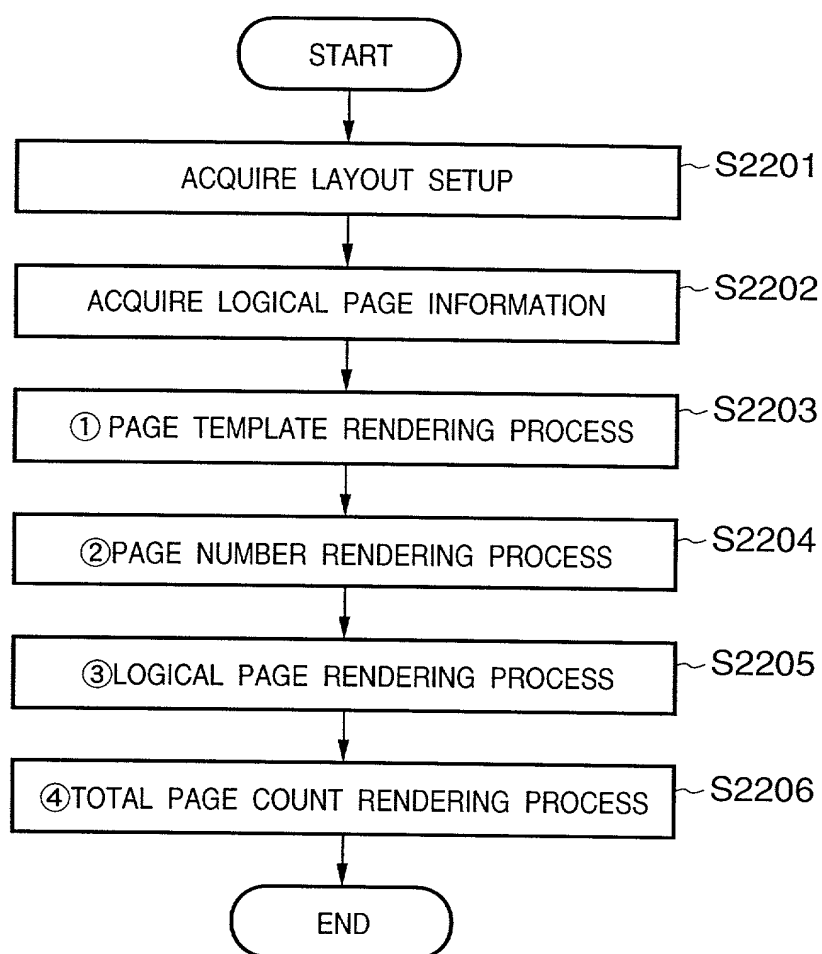 START
ACQUIRE LAYOUT SETUP
S2201
ACQUIRE LOGICAL PAGE INFORMATION
S2202
① PAGE TEMPLATE RENDERING PROCESS
S2203
②PAGE NUMBER RENDERING PROCESS
S2204
③LOGICAL PAGE RENDERING PROCESS
S2205
④TOTAL PAGE COUNT RENDERING PROCESS
S2206
END